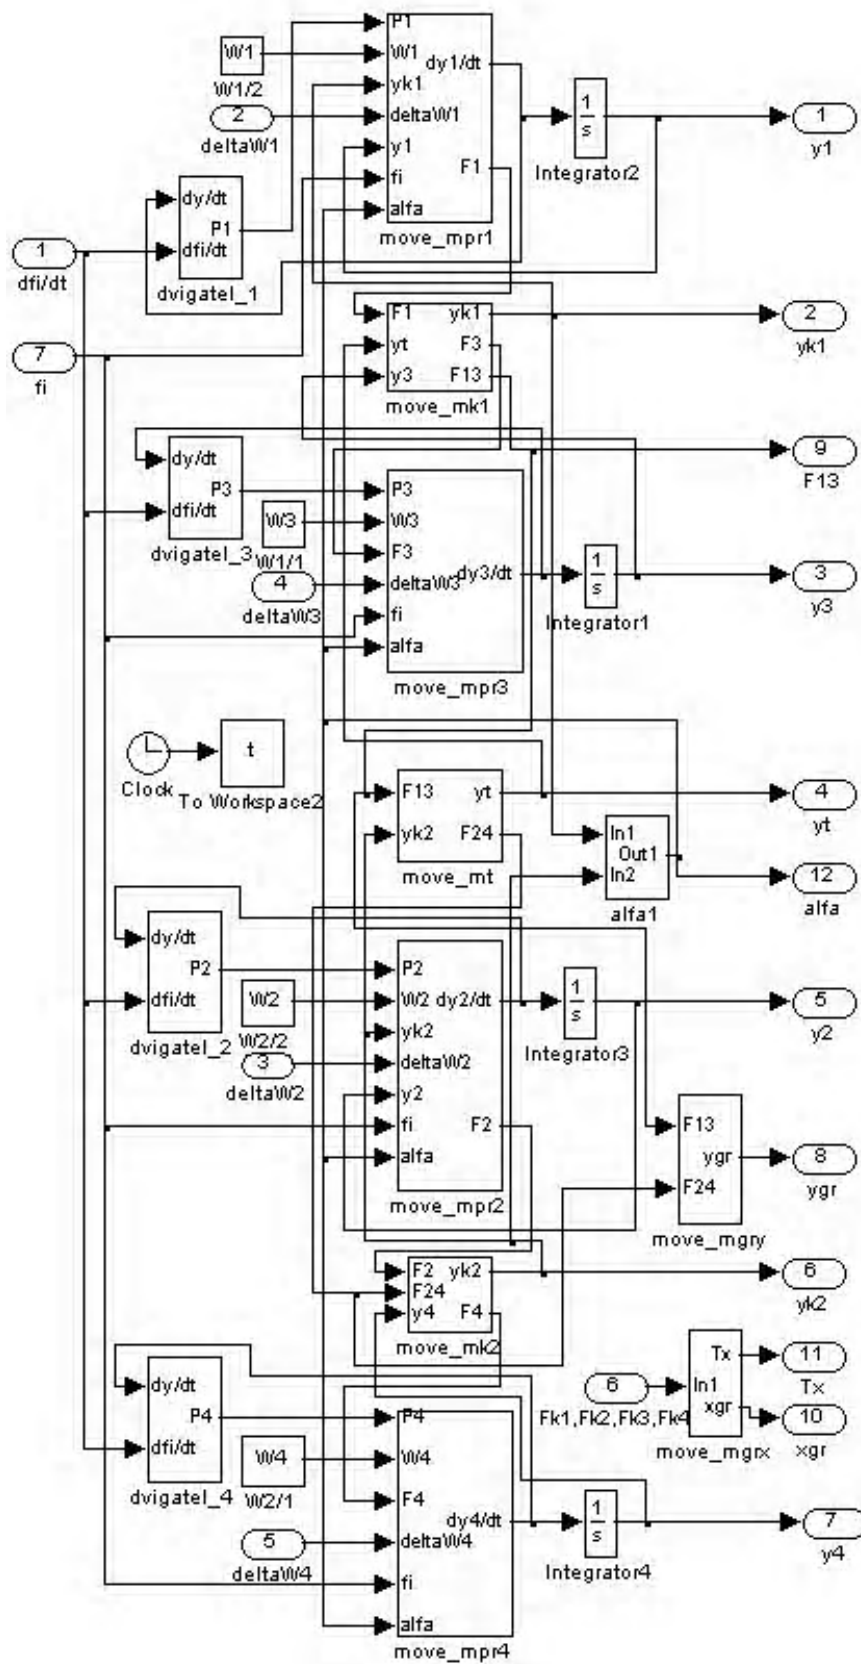 P1
W1
W1
dy1/dt
W1/2
yk1
1
s
1
2
deltaW1
deltaW1
y1
y1
F1
Integrator2
dy/dt
fi
P1
alfa
1
dfi/dt
move_mpr1
dfi/dt
dvigatel_1
F1
yk1
2
7
yt
F3
yk1
fi
y3
F13
move_mk1
dy/dt
9
P3
P3
F13
dfi/dt
W3
W3
dvigatel_3
W1/1
F3
dy3/dt
1
s
3
4
deltaW3
y3
deltaW3
fi
Integrator1
alfa
move_mpr3
t
Clock
To Workspace2
F13
yt
4
yt
yk2
F24
In1
Out1
move_mt
In2
12
alfa1
alfa
dy/dt
P2
P2
dfi/dt
W2
W2
dy2/dt
1
s
5
dvigatel_2
W2/2
yk2
y2
3
deltaW2
Integrator3
deltaW2
y2
fi
F2
F13
alfa
ygr
8
F24
ygr
move_mpr2
move_mgry
F2
yk2
6
F24
yk2
y4
F4
move_mk2
Tx
11
dy/dt
6
In1
Tx
P4
P4
Fk1,Fk2,Fk3,Fk4
xgr
10
dfi/dt
W4
W4
move_mgrx
xgr
dvigatel_4
W2/1
F4
dy4/dt
1
s
7
5
deltaW4
y4
deltaW4
Integrator4
fi
alfa
move_mpr4